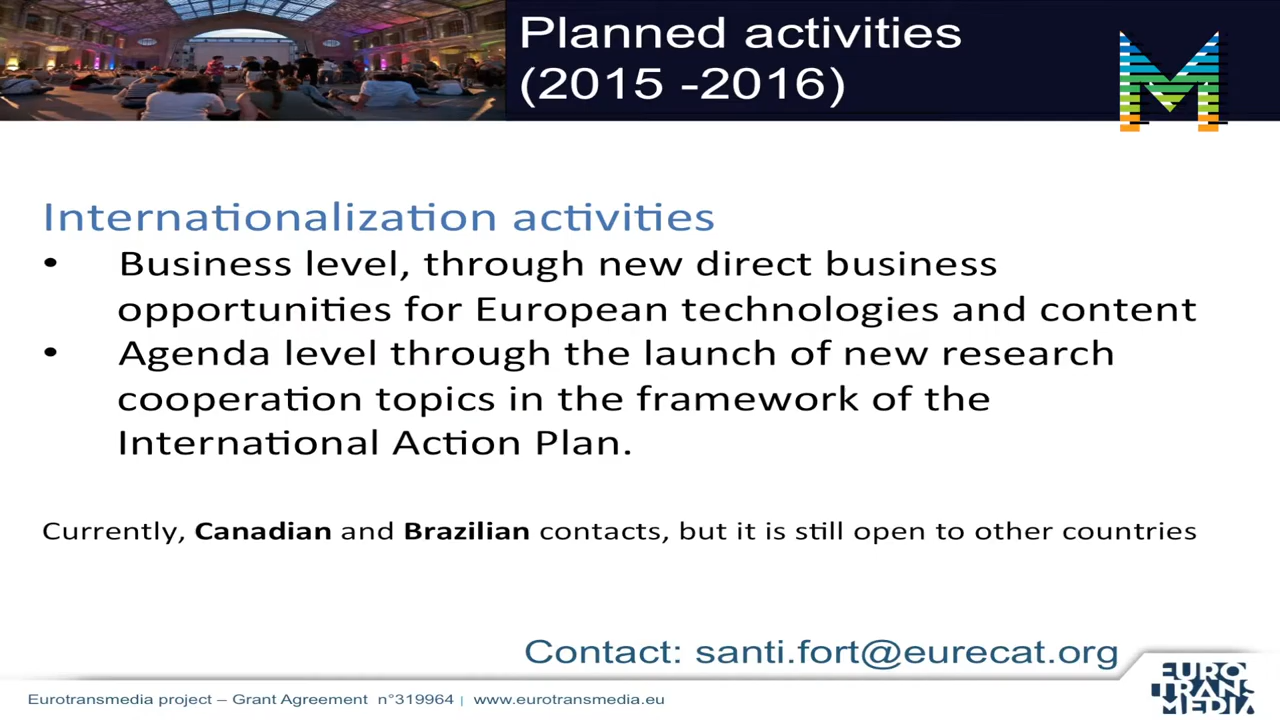 Planned activities
(2015 -2016)
Internationalization activities
• Business level, through new direct business
opportunities for European technologies and content
• Agenda level through the launch of new research
cooperation topics in the framework of the
International Action Plan.
Currently, Canadian and Brazilian contacts, but it is still open to other countries
Contact: santi.fort@eurecat.org
Eurotransmedia project – Grant Agreement n°319964 | www.eurotransmedia.eu
EURO
TRANS
MEDIA